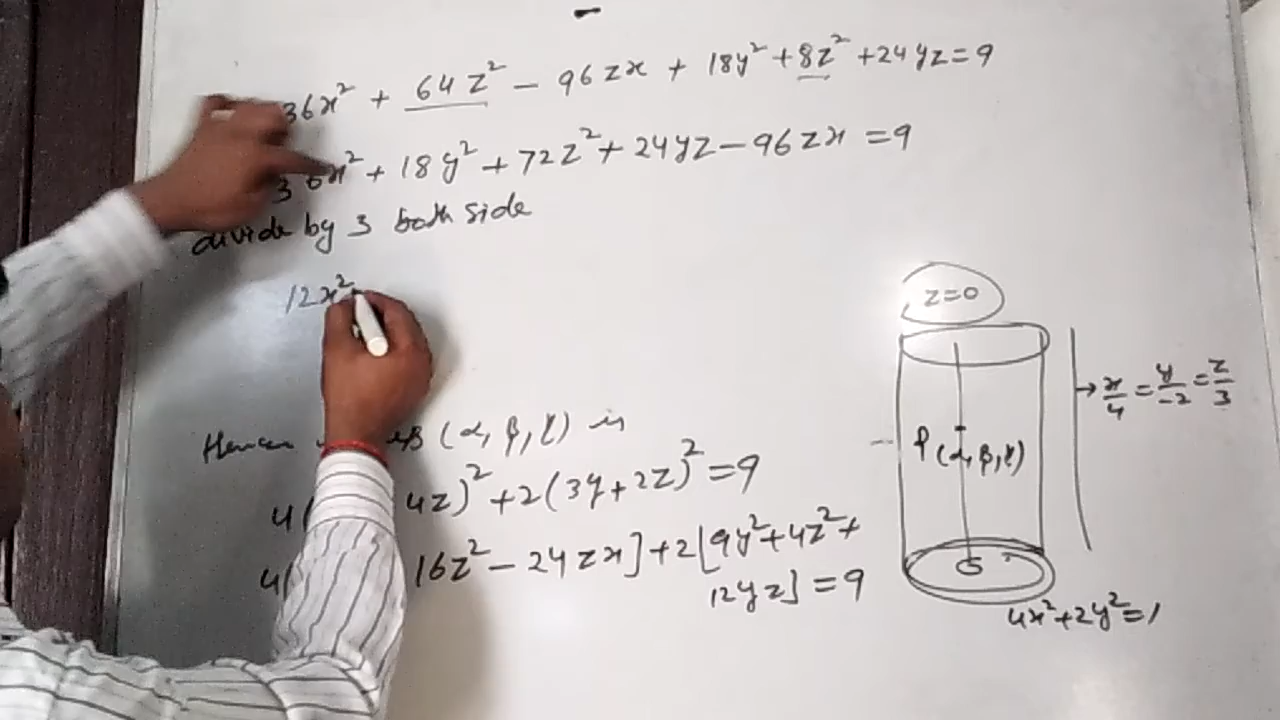 36x² + 64z² - 96zx + 18y² + 8z² + 24yz = 9
36x² + 18y² + 72z² + 24yz - 96zx = 9
divide by 3 both side
12x²
Hence (α, β, γ) is
4( 4z)² + 2(3y + 2z)² = 9
4( 16z² - 24zx] + 2[9y² + 4z² +
12yz] = 9
z=0
x/4 = y/-2 = z/3
P(α, β, γ)
4x² + 2y² = 1